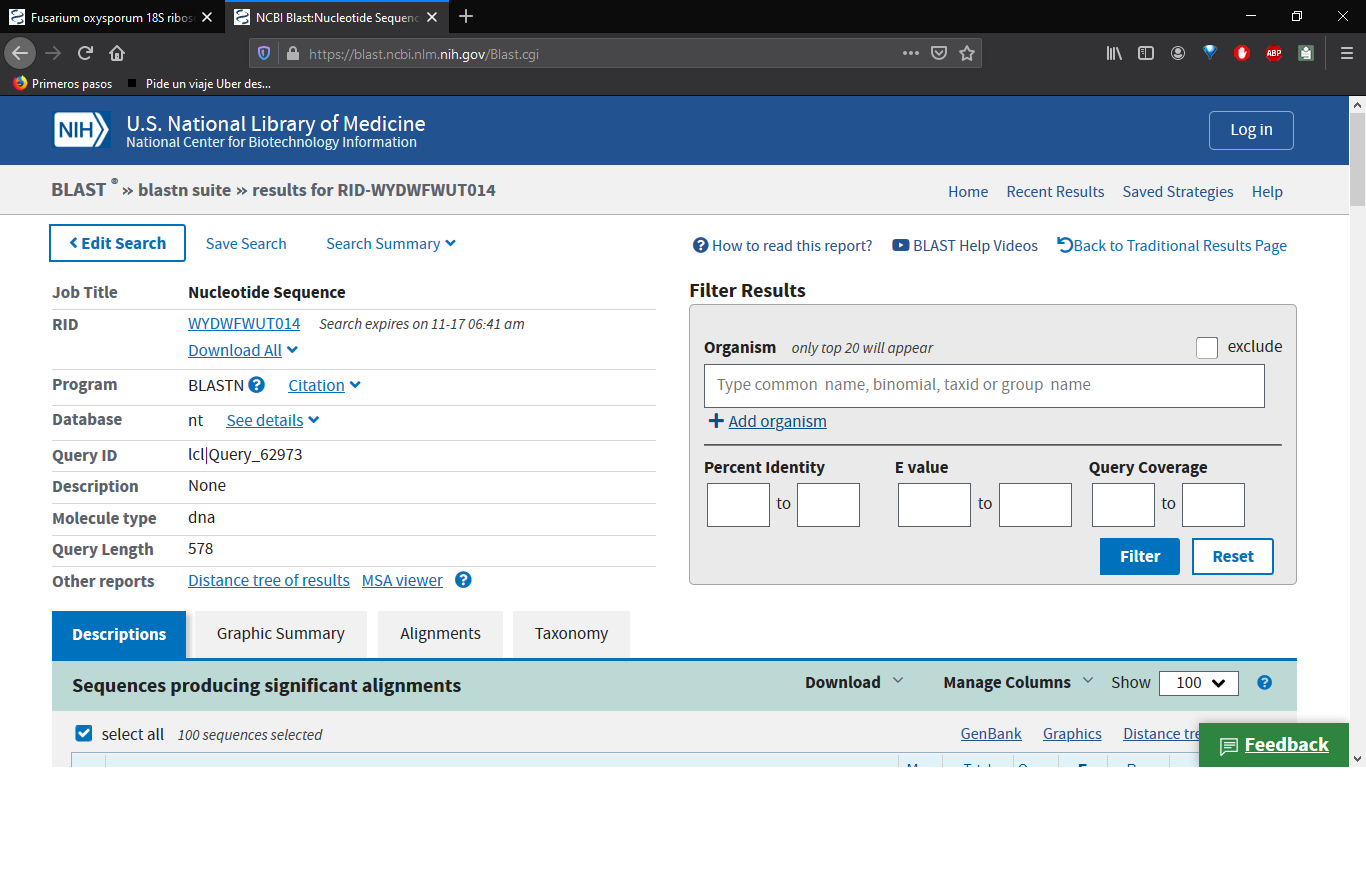 Fusarium oxysporum 18S ribos
NCBI Blast:Nucleotide Sequenc
https://blast.ncbi.nlm.nih.gov/Blast.cgi
ABP
Primeros pasos
Pide un viaje Uber des...
NIH
U.S. National Library of Medicine
National Center for Biotechnology Information
Log in
BLAST ® » blastn suite » results for RID-WYDWFWUT014
Home Recent Results Saved Strategies Help
Edit Search Save Search Search Summary
How to read this report? BLAST Help Videos Back to Traditional Results Page
Job Title Nucleotide Sequence
RID WYDWFWUT014 Search expires on 11-17 06:41 am
Download All
Program BLASTN Citation
Database nt See details
Query ID lcl|Query_62973
Description None
Molecule type dna
Query Length 578
Other reports Distance tree of results MSA viewer
Filter Results
Organism only top 20 will appear exclude
Type common name, binomial, taxid or group name
Add organism
Percent Identity E value Query Coverage
to to to
Filter Reset
Descriptions Graphic Summary Alignments Taxonomy
Sequences producing significant alignments Download Manage Columns Show 100
select all 100 sequences selected GenBank Graphics Distance tre
Feedback